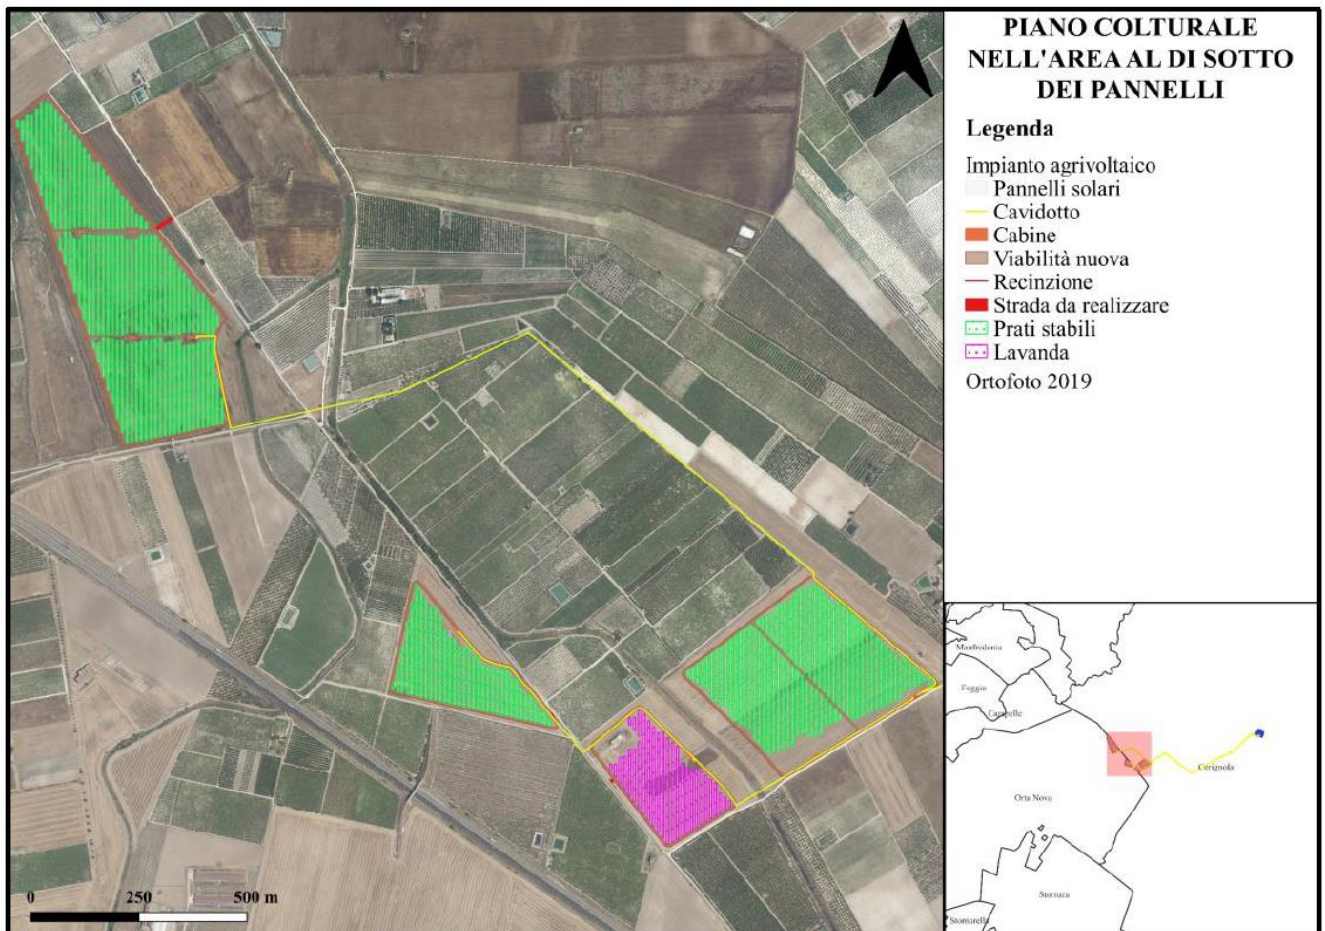 PIANO COLTURALE
NELL'AREA AL DI SOTTO
DEI PANNELLI
Legenda
Impianto agrivoltaico
Pannelli solari
Cavidotto
Cabine
Viabilità nuova
Recinzione
Strada da realizzare
Prati stabili
Lavanda
Ortofoto 2019
Manfredonia
Foggia
Carapelle
Cerignola
Orta Nova
Stornara
Stornarella
0 250 500 m